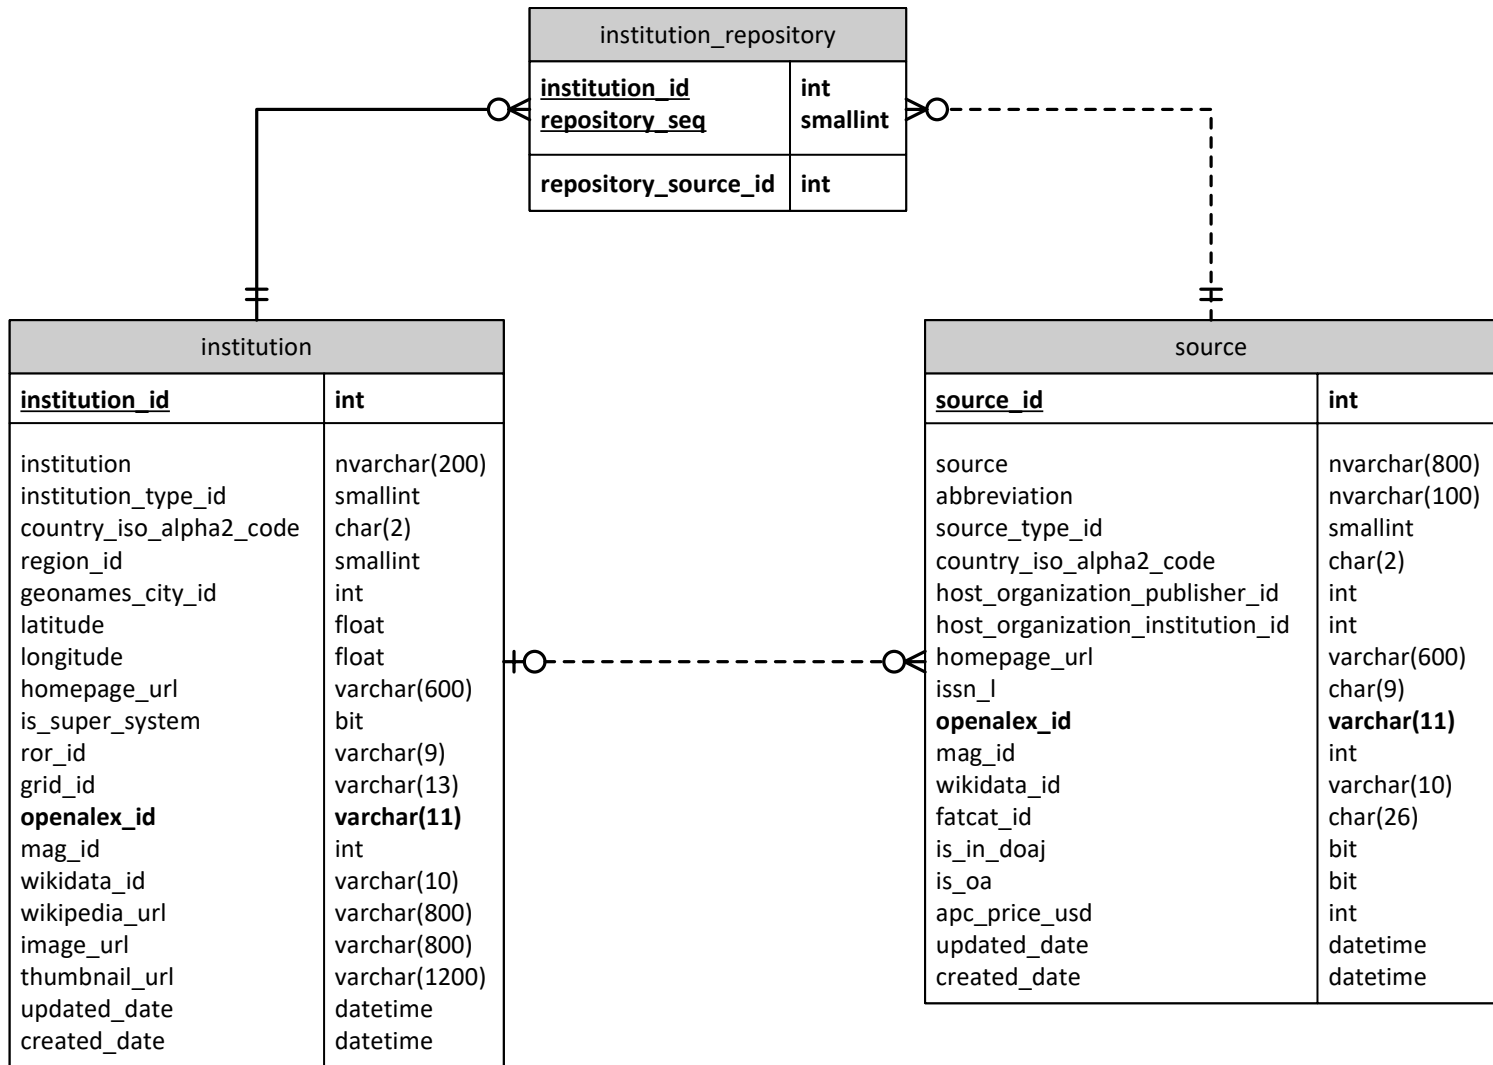 institution_repository
institution_id int
repository_seq smallint
repository_source_id int
institution
institution_id int
institution nvarchar(200)
institution_type_id smallint
country_iso_alpha2_code char(2)
region_id smallint
geonames_city_id int
latitude float
longitude float
homepage_url varchar(600)
is_super_system bit
ror_id varchar(9)
grid_id varchar(13)
openalex_id varchar(11)
mag_id int
wikidata_id varchar(10)
wikipedia_url varchar(800)
image_url varchar(800)
thumbnail_url varchar(1200)
updated_date datetime
created_date datetime
source
source_id int
source nvarchar(800)
abbreviation nvarchar(100)
source_type_id smallint
country_iso_alpha2_code char(2)
host_organization_publisher_id int
host_organization_institution_id int
homepage_url varchar(600)
issn_l char(9)
openalex_id varchar(11)
mag_id int
wikidata_id varchar(10)
fatcat_id char(26)
is_in_doaj bit
is_oa bit
apc_price_usd int
updated_date datetime
created_date datetime